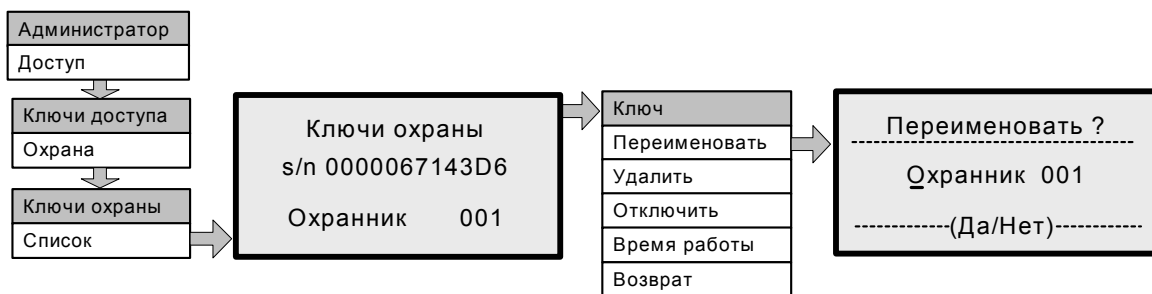 Администратор
Доступ
Ключи доступа
Охрана
Ключи охраны
Список
Ключи охраны
s/n 0000067143D6
Охранник 001
Ключ
Переименовать
Удалить
Отключить
Время работы
Возврат
Переименовать ?
Охранник 001
-------------(Да/Нет)------------